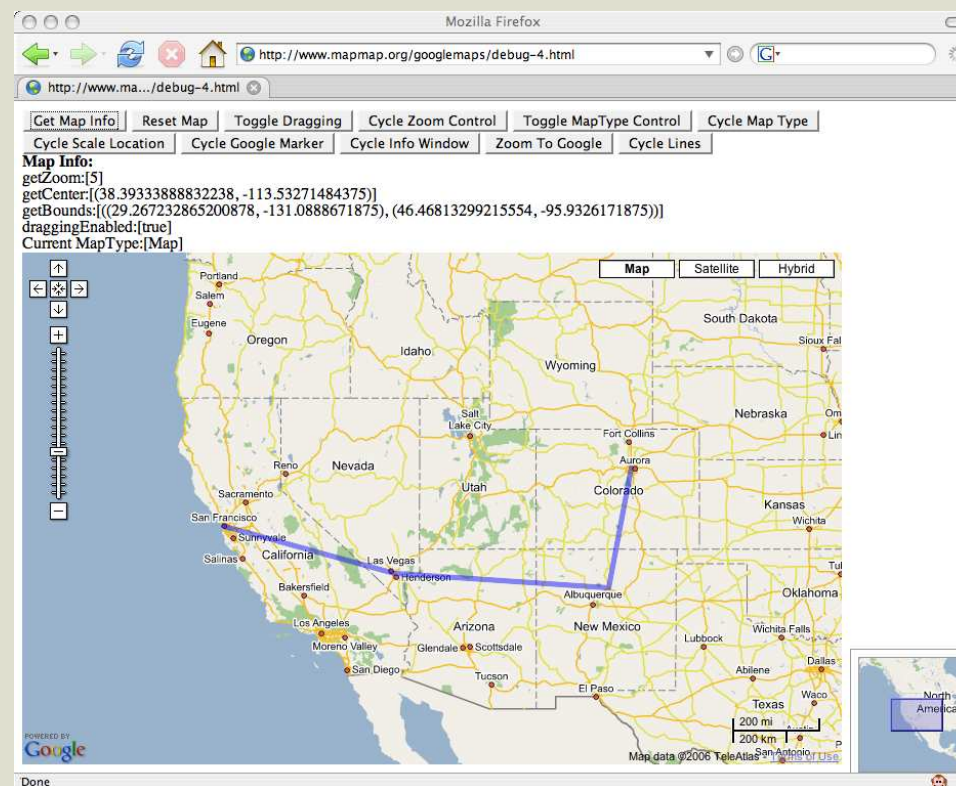 Mozilla Firefox
http://www.mapmap.org/googlemaps/debug-4.html
G
http://www.ma.../debug-4.html
Get Map Info Reset Map Toggle Dragging Cycle Zoom Control Toggle MapType Control Cycle Map Type
Cycle Scale Location Cycle Google Marker Cycle Info Window Zoom To Google Cycle Lines
Map Info:
getZoom:[5]
getCenter:[(38.39333888832238, -113.53271484375)]
getBounds:[((29.267232865200878, -131.0888671875), (46.46813299215554, -95.9326171875))]
draggingEnabled:[true]
Current MapType:[Map]
Map Satellite Hybrid
Portland
Salem
Eugene
Oregon
Idaho
South Dakota
Sioux Fal
Wyoming
Salt
Lake City
Nebraska
Om
Lin
Fort Collins
Aurora
Reno
Nevada
Utah
Colorado
Sacramento
Kansas
Wichita
San Francisco
Sunnyvale
California
Salinas
Las Vegas
Henderson
Tul
Bakersfield
Albuquerque
Oklahoma
Los Angeles
Arizona
New Mexico
Wichita Falls
Moreno Valley
Glendale
Scottsdale
Lubbock
San Diego
Tucson
Abilene
Dallas
El Paso
Waco
Texas
North
America
200 mi
200 km
Austin
San Antonio
POWERED BY
Google
Map data ©2006 TeleAtlas - Terms of Use
Done